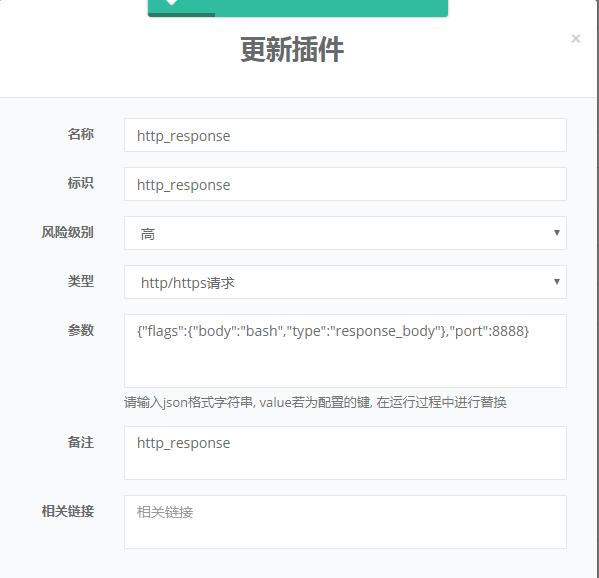 更新插件
×
名称
http_response
标识
http_response
风险级别
高
类型
http/https请求
参数
{"flags":{"body":"bash","type":"response_body"},"port":8888}
请输入json格式字符串, value若为配置的键, 在运行过程中进行替换
备注
http_response
相关链接
相关链接